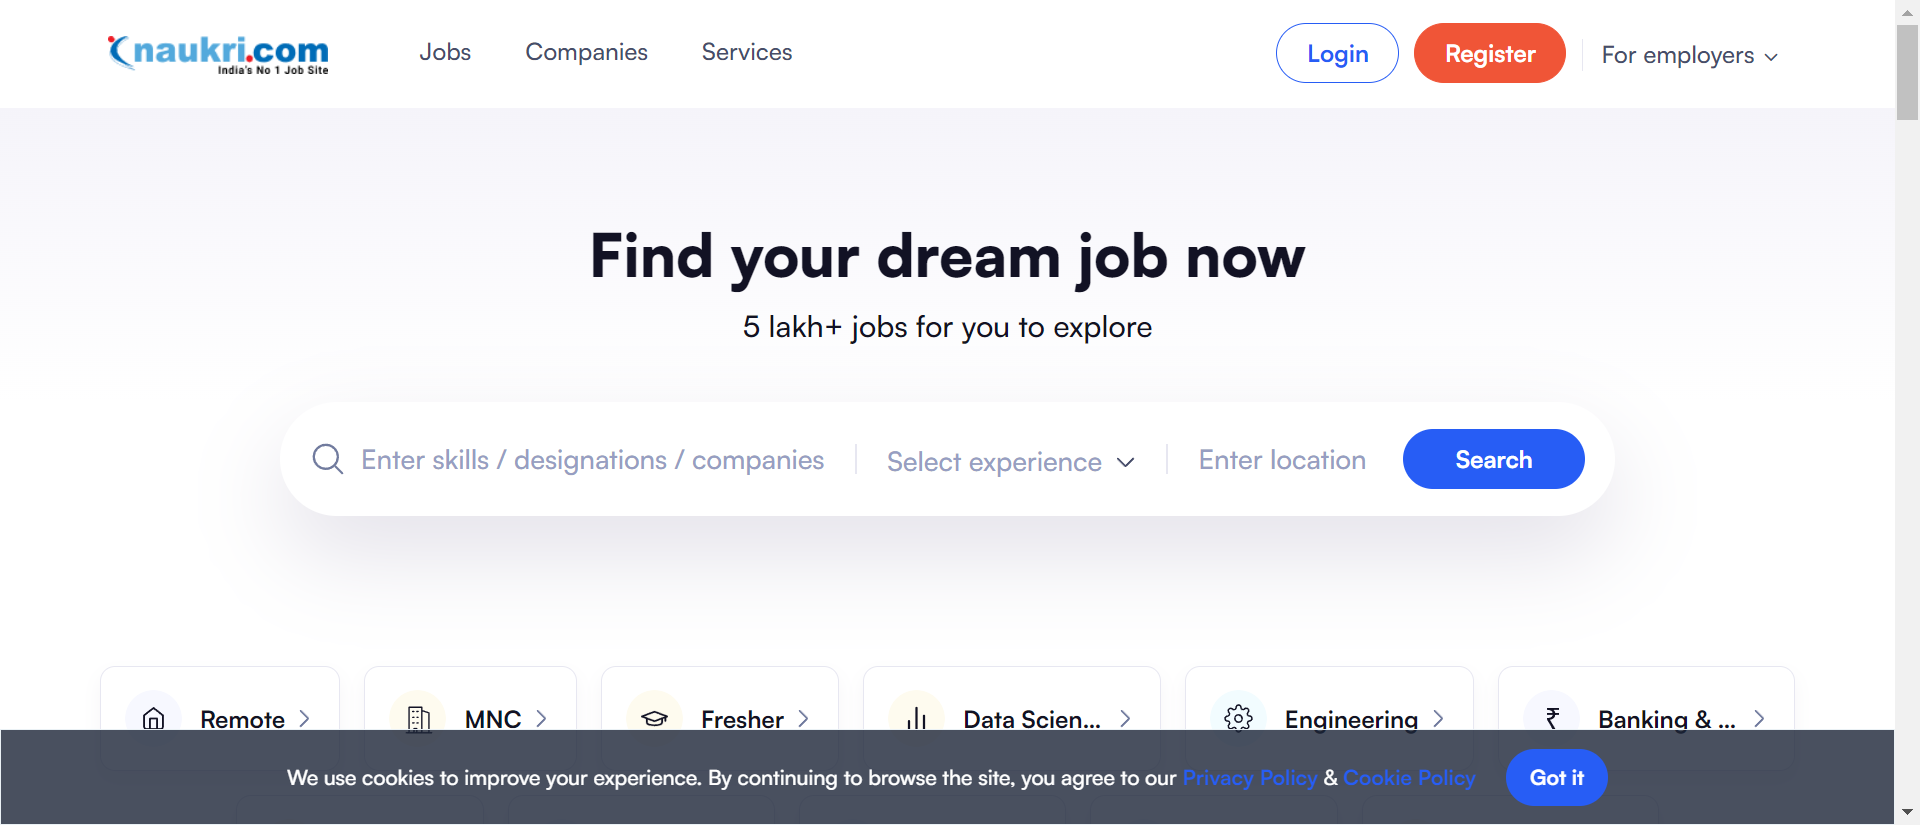 naukri.com
India's No 1 Job Site
Jobs
Companies
Services
Login
Register
For employers
Find your dream job now
5 lakh+ jobs for you to explore
Enter skills / designations / companies
Select experience
Enter location
Search
Remote
MNC
Fresher
Data Scien...
Engineering
Banking & ...
We use cookies to improve your experience. By continuing to browse the site, you agree to our Privacy Policy & Cookie Policy
Got it